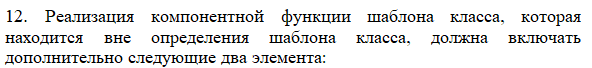 12. Реализация компонентной функции шаблона класса, которая
находится вне определения шаблона класса, должна включать
дополнительно следующие два элемента: